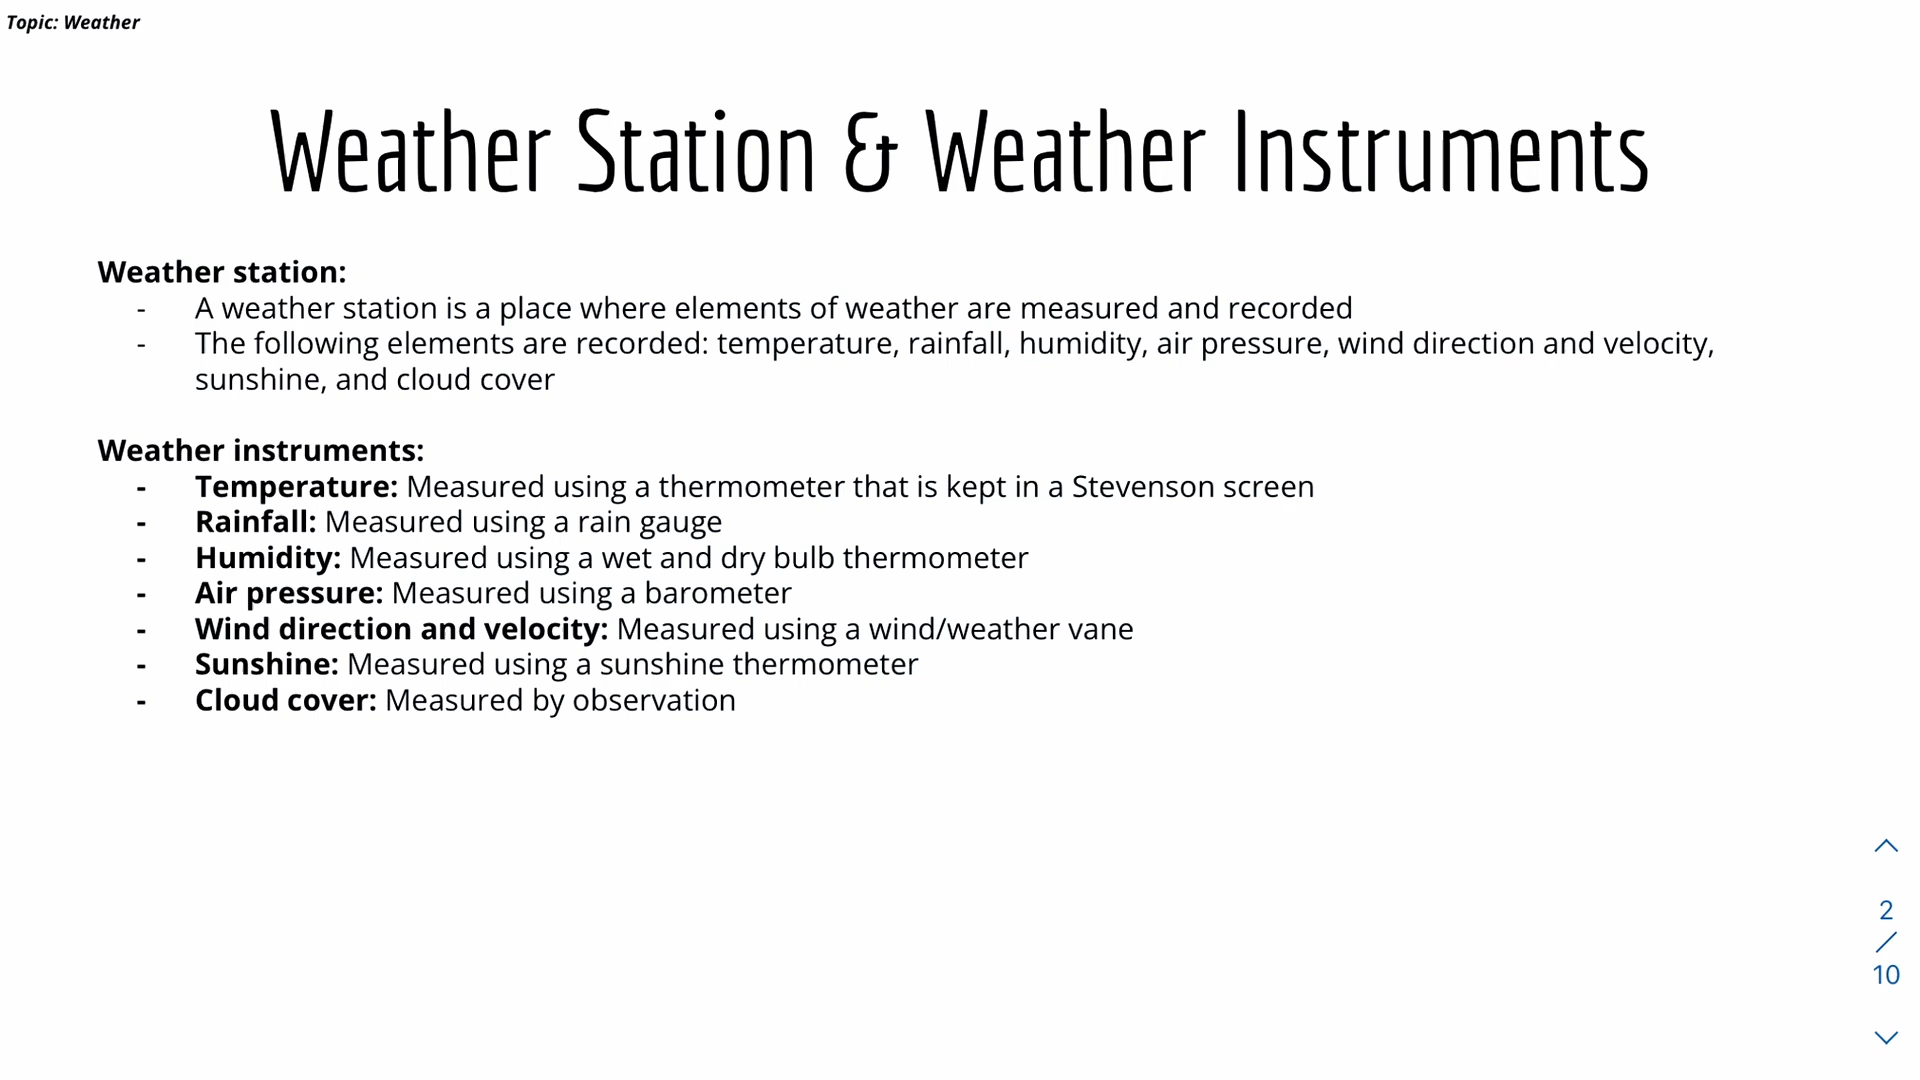 Topic: Weather
Weather Station & Weather Instruments
Weather station:
- A weather station is a place where elements of weather are measured and recorded
- The following elements are recorded: temperature, rainfall, humidity, air pressure, wind direction and velocity,
sunshine, and cloud cover
Weather instruments:
- Temperature: Measured using a thermometer that is kept in a Stevenson screen
- Rainfall: Measured using a rain gauge
- Humidity: Measured using a wet and dry bulb thermometer
- Air pressure: Measured using a barometer
- Wind direction and velocity: Measured using a wind/weather vane
- Sunshine: Measured using a sunshine thermometer
- Cloud cover: Measured by observation
2
/
10